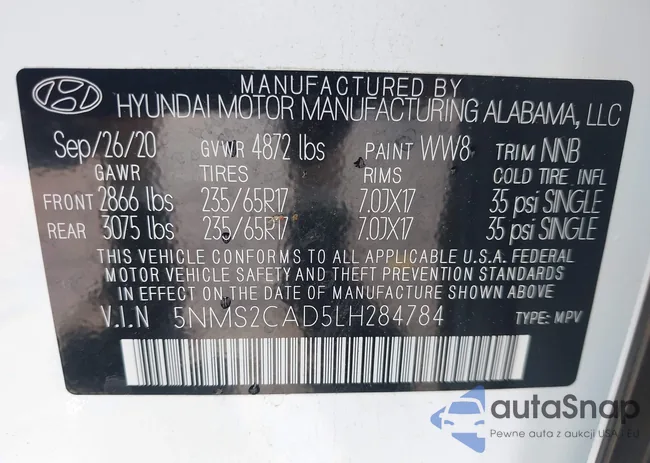 MANUFACTURED BY
HYUNDAI MOTOR MANUFACTURING ALABAMA, LLC
Sep/26/20 GVWR 4872 lbs PAINT WW8 TRIM NNB
GAWR TIRES RIMS COLD TIRE INFL
FRONT 2866 lbs 235/65R17 7.0JX17 35 psi SINGLE
REAR 3075 lbs 235/65R17 7.0JX17 35 psi SINGLE
THIS VEHICLE CONFORMS TO ALL APPLICABLE U.S.A. FEDERAL
MOTOR VEHICLE SAFETY AND THEFT PREVENTION STANDARDS
IN EFFECT ON THE DATE OF MANUFACTURE SHOWN ABOVE
V.I.N 5NMS2CAD5LH284784 TYPE: MPV
autaSnap
Pewne auta z aukcji USA i EU